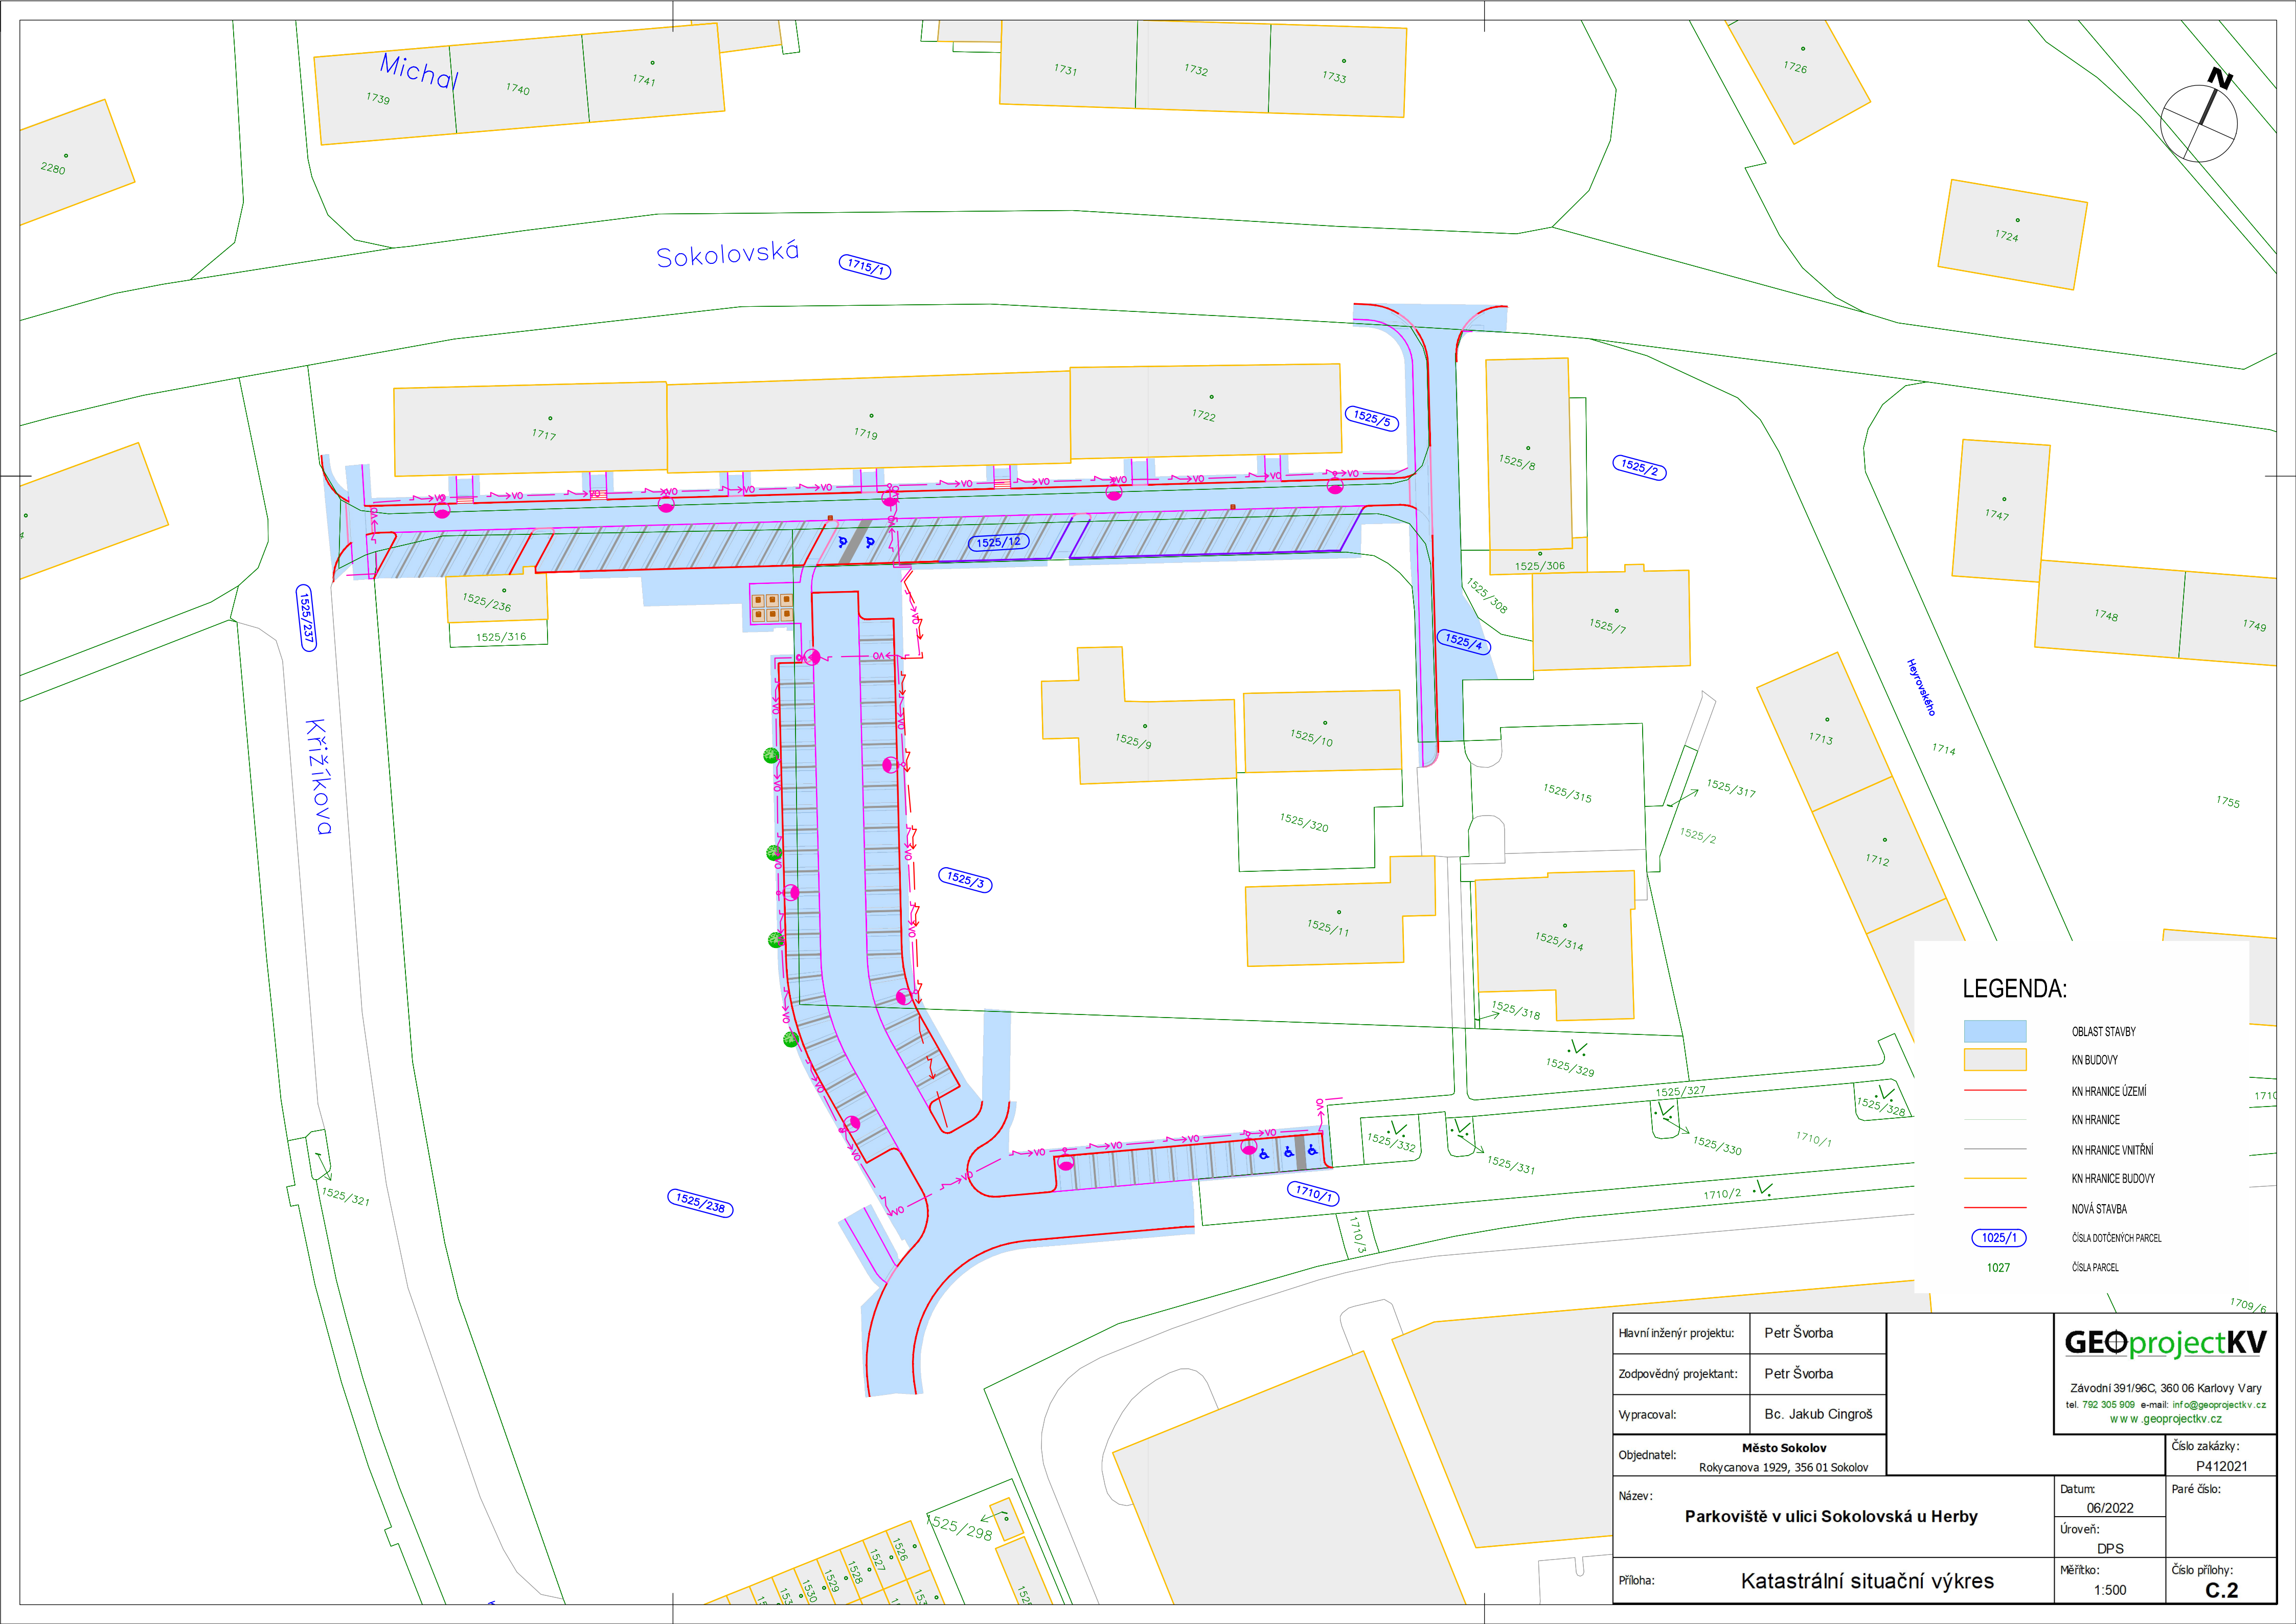 Michal
1739
1740
1741
1731
1732
1733
1726
N
2280
1724
Sokolovská
1715/1
1717
1719
1722
1525/5
1525/8
1525/2
1747
1525/12
1525/306
1525/308
1525/7
1748
1749
1525/236
1525/316
1525/237
1525/4
Křižíkova
Heyrovského
1525/9
1525/10
1713
1714
1525/315
1525/317
1755
1525/320
1525/2
1712
1525/3
1525/11
1525/314
1525/318
1525/329
1525/327
1525/328
1525/332
1525/331
1525/330
1710/1
1525/321
1525/238
1710/1
1710/2
1710/3
1709/6
1525/298
1526
1527
1528
1529
1530
VO
LEGENDA:
OBLAST STAVBY
KN BUDOVY
KN HRANICE ÚZEMÍ
KN HRANICE
KN HRANICE VNITŘNÍ
KN HRANICE BUDOVY
NOVÁ STAVBA
1025/1 ČÍSLA DOTČENÝCH PARCEL
1027 ČÍSLA PARCEL
Hlavní inženýr projektu: Petr Švorba
Zodpovědný projektant: Petr Švorba
Vypracoval: Bc. Jakub Cingroš
Objednatel: Město Sokolov
Rokycanova 1929, 356 01 Sokolov
GEOprojectKV
Závodní 391/96C, 360 06 Karlovy Vary
tel. 792 305 909 e-mail: info@geoprojectkv.cz
www.geoprojectkv.cz
Číslo zakázky:
P412021
Název:
Parkoviště v ulici Sokolovská u Herby
Datum:
06/2022
Paré číslo:
Úroveň:
DPS
Příloha: Katastrální situační výkres
Měřítko:
1:500
Číslo přílohy:
C.2